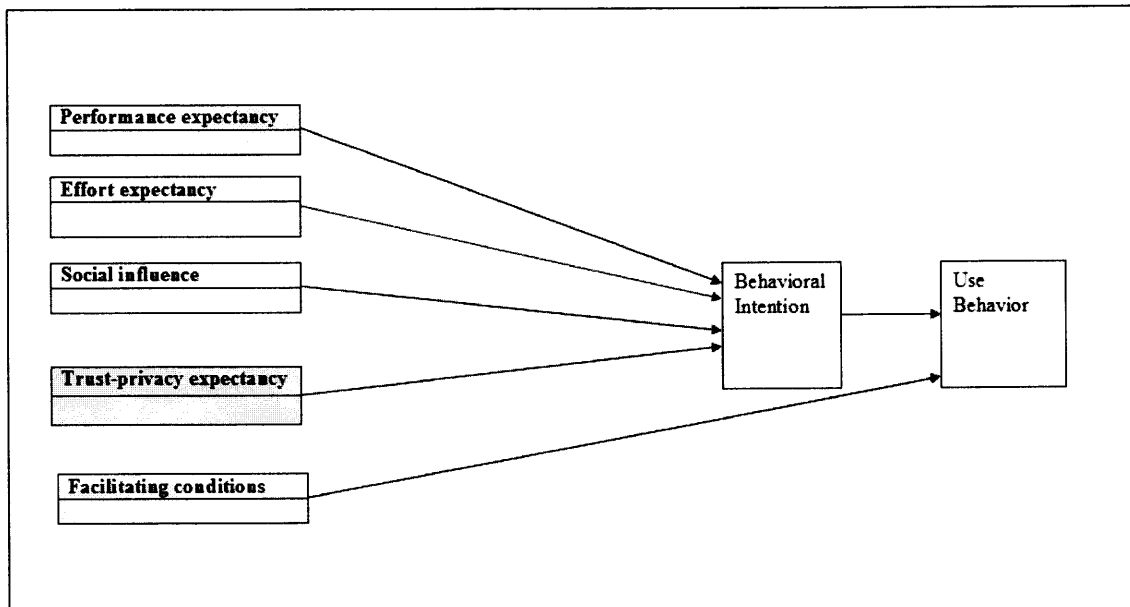 Performance expectancy
Effort expectancy
Social influence
Trust-privacy expectancy
Facilitating conditions
Behavioral
Intention
Use
Behavior